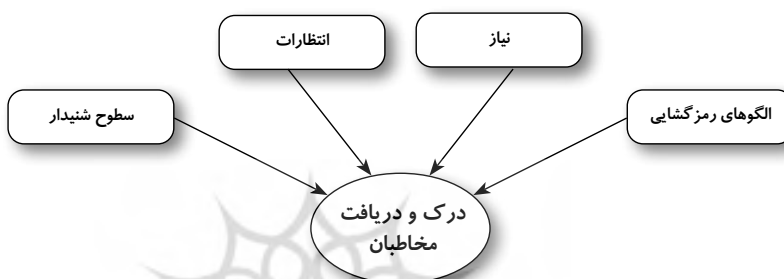 نیاز
انتظارات
الگوهای رمزگشایی
سطوح شنیدار
درک و دریافت
مخاطبان